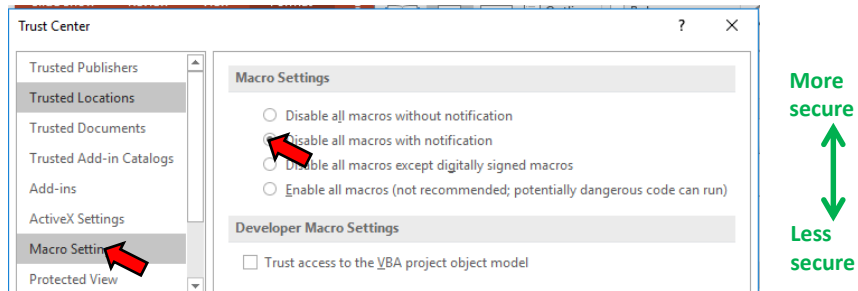 Trust Center
?
Trusted Publishers
Trusted Locations
Trusted Documents
Trusted Add-in Catalogs
Add-ins
ActiveX Settings
Macro
Protected View
Macro Settings
Disable all macros without notification
Disable all macros with notification
Disable all macros except digitally signed macros
Enable all macros (not recommended; potentially dangerous code can run)
Developer Macro Settings
Trust access to the VBA project object model
More
secure
Less
secure